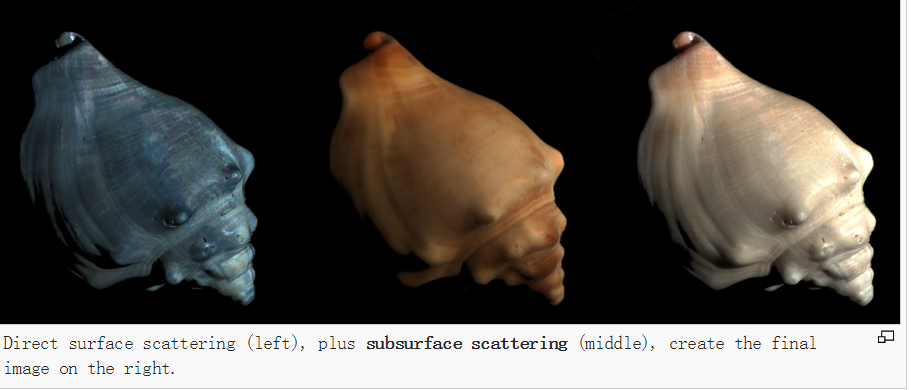 Direct surface scattering (left), plus subsurface scattering (middle), create the final
image on the right.